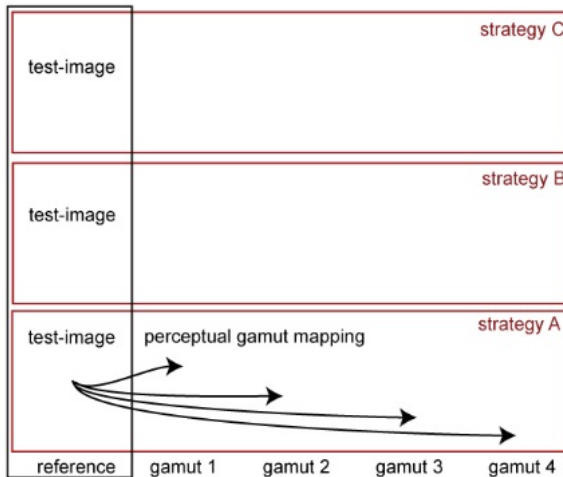 strategy C
test-image
strategy B
test-image
strategy A
test-image
perceptual gamut mapping
reference gamut 1 gamut 2 gamut 3 gamut 4